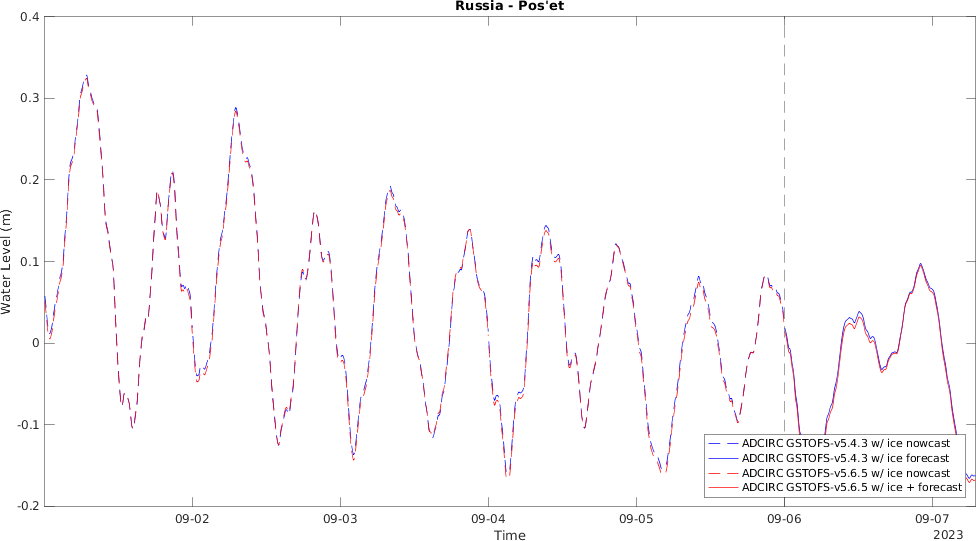 Russia - Pos'et
0.4
0.3
0.2
0.1
0
-0.1
-0.2
Water Level (m)
ADCIRC GSTOFS-v5.4.3 w/ ice nowcast
ADCIRC GSTOFS-v5.4.3 w/ ice forecast
ADCIRC GSTOFS-v5.6.5 w/ ice nowcast
ADCIRC GSTOFS-v5.6.5 w/ ice + forecast
09-02 09-03 09-04 09-05 09-06 09-07
Time 2023